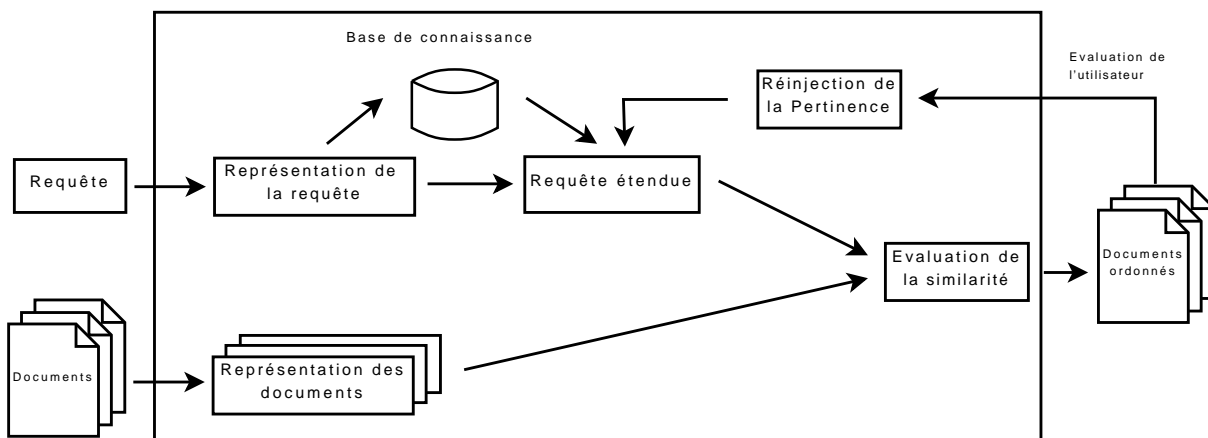 Base de connaissance
Evaluation de
l'utilisateur
Réinjection de
la Pertinence
Requête
Représentation de
la requête
Requête étendue
Evaluation de
la similarité
Documents
ordonnés
Documents
Représentation des
documents